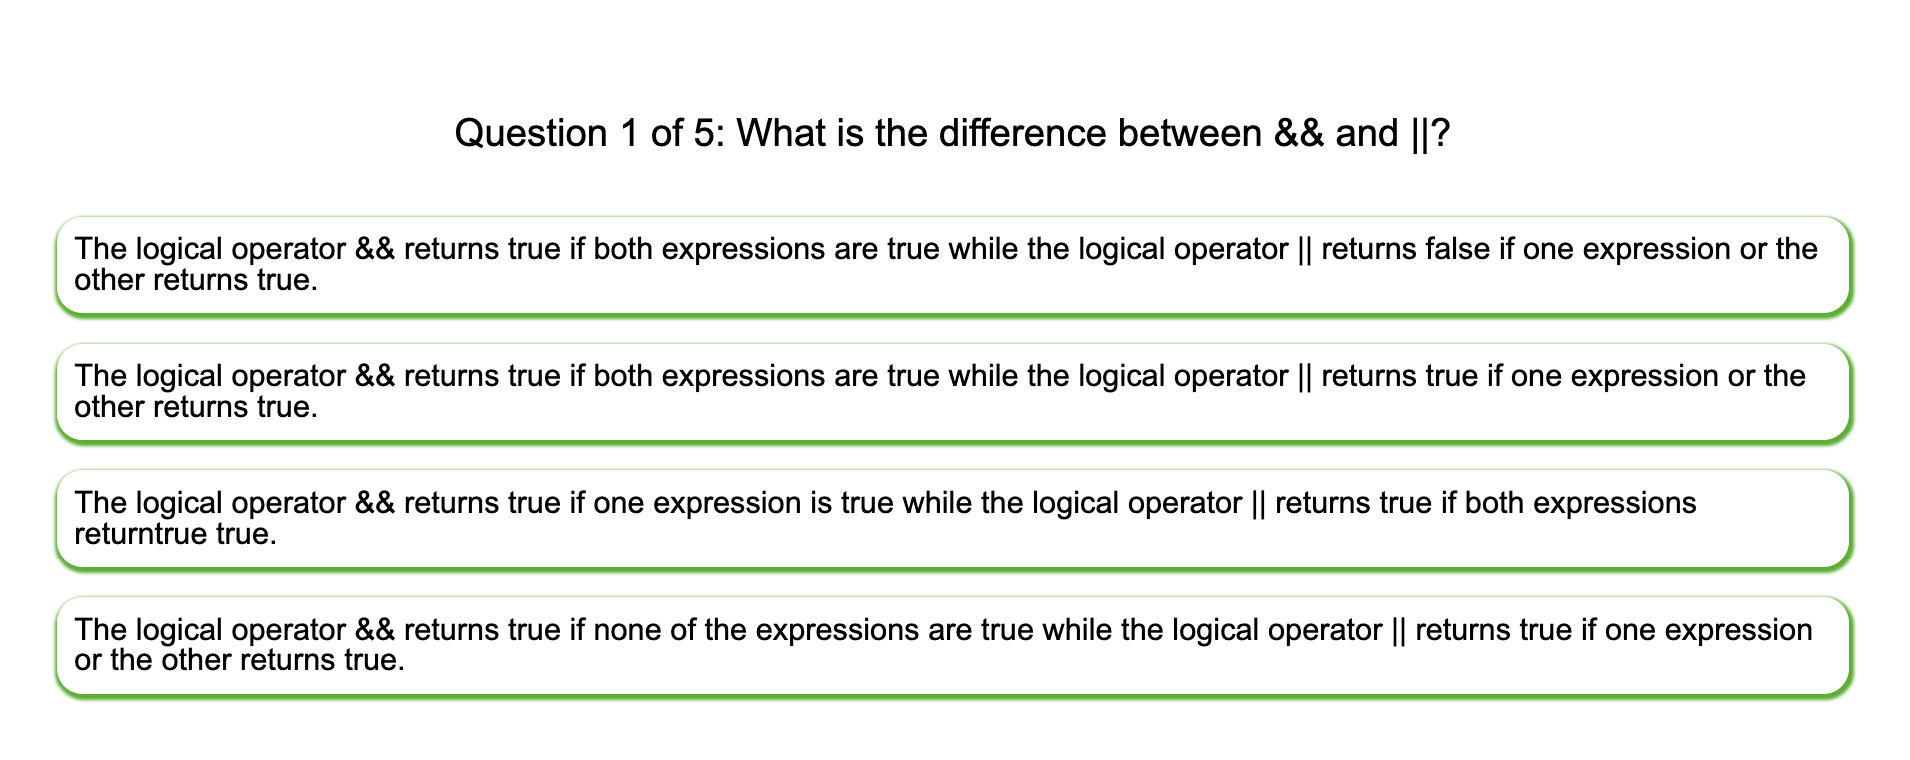 Question 1 of 5: What is the difference between && and ||?
The logical operator && returns true if both expressions are true while the logical operator || returns false if one expression or the
other returns true.
The logical operator && returns true if both expressions are true while the logical operator || returns true if one expression or the
other returns true.
The logical operator && returns true if one expression is true while the logical operator || returns true if both expressions
returntrue true.
The logical operator && returns true if none of the expressions are true while the logical operator || returns true if one expression
or the other returns true.